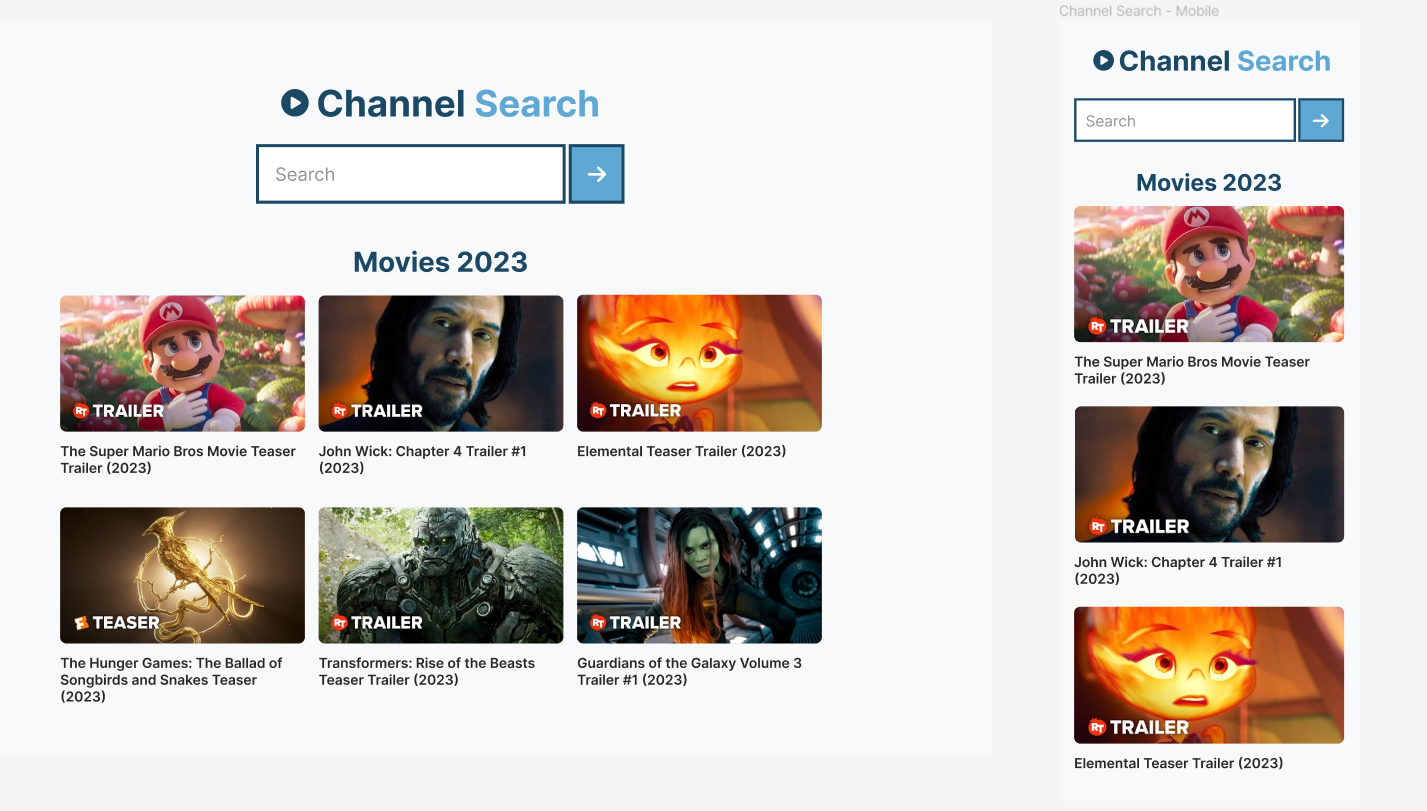 Channel Search
Search
Movies 2023
RT TRAILER
RT TRAILER
RT TRAILER
The Super Mario Bros Movie Teaser
Trailer (2023)
John Wick: Chapter 4 Trailer #1
(2023)
Elemental Teaser Trailer (2023)
TEASER
RT TRAILER
RT TRAILER
The Hunger Games: The Ballad of
Songbirds and Snakes Teaser
(2023)
Transformers: Rise of the Beasts
Teaser Trailer (2023)
Guardians of the Galaxy Volume 3
Trailer #1 (2023)
Channel Search - Mobile
Channel Search
Search
Movies 2023
M
RT TRAILER
The Super Mario Bros Movie Teaser
Trailer (2023)
RT TRAILER
John Wick: Chapter 4 Trailer #1
(2023)
RT TRAILER
Elemental Teaser Trailer (2023)